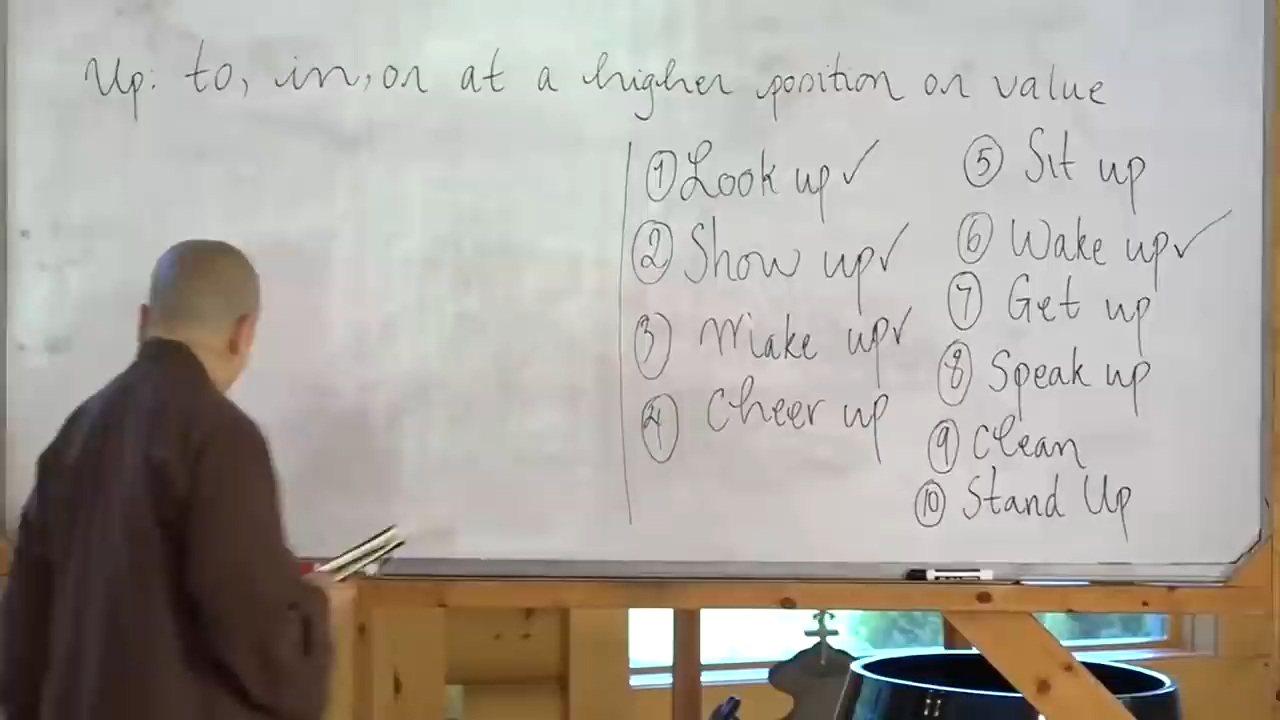 Up: to, in, or at a higher position or value
① Look up ✓
② Show up ✓
③ Make up ✓
④ Cheer up
⑤ Sit up
⑥ Wake up ✓
⑦ Get up
⑧ Speak up
⑨ Clean
⑩ Stand Up